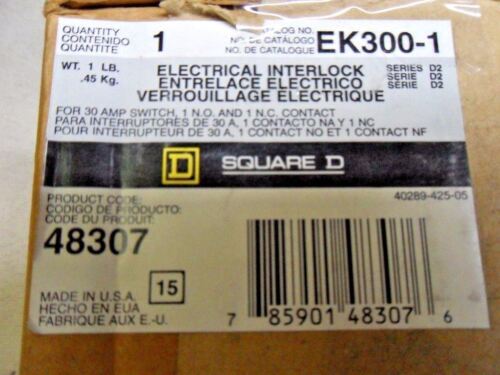 QUANTITY
CONTENIDO
QUANTITE
1
CATALOG NO.
NO. DE CATÁLOGO
NO. DE CATALOGUE
EK300-1
WT. 1 LB.
.45 Kg.
ELECTRICAL INTERLOCK
ENTRELACE ELECTRICO
VERROUILLAGE ELECTRIQUE
SERIES D2
SERIE D2
SÉRIE D2
FOR 30 AMP SWITCH, 1 N.O. AND 1 N.C. CONTACT
PARA INTERRUPTORES DE 30 A, 1 CONTACTO NA Y 1 NC
POUR INTERRUPTEUR DE 30 A, 1 CONTACT NO ET 1 CONTACT NF
D SQUARE D
40289-425-05
PRODUCT CODE:
CODIGO DE PRODUCTO:
CODE DU PRODUIT:
48307
MADE IN U.S.A.
HECHO EN EUA
FABRIQUE AUX E.-U.
15
7 85901 48307 6